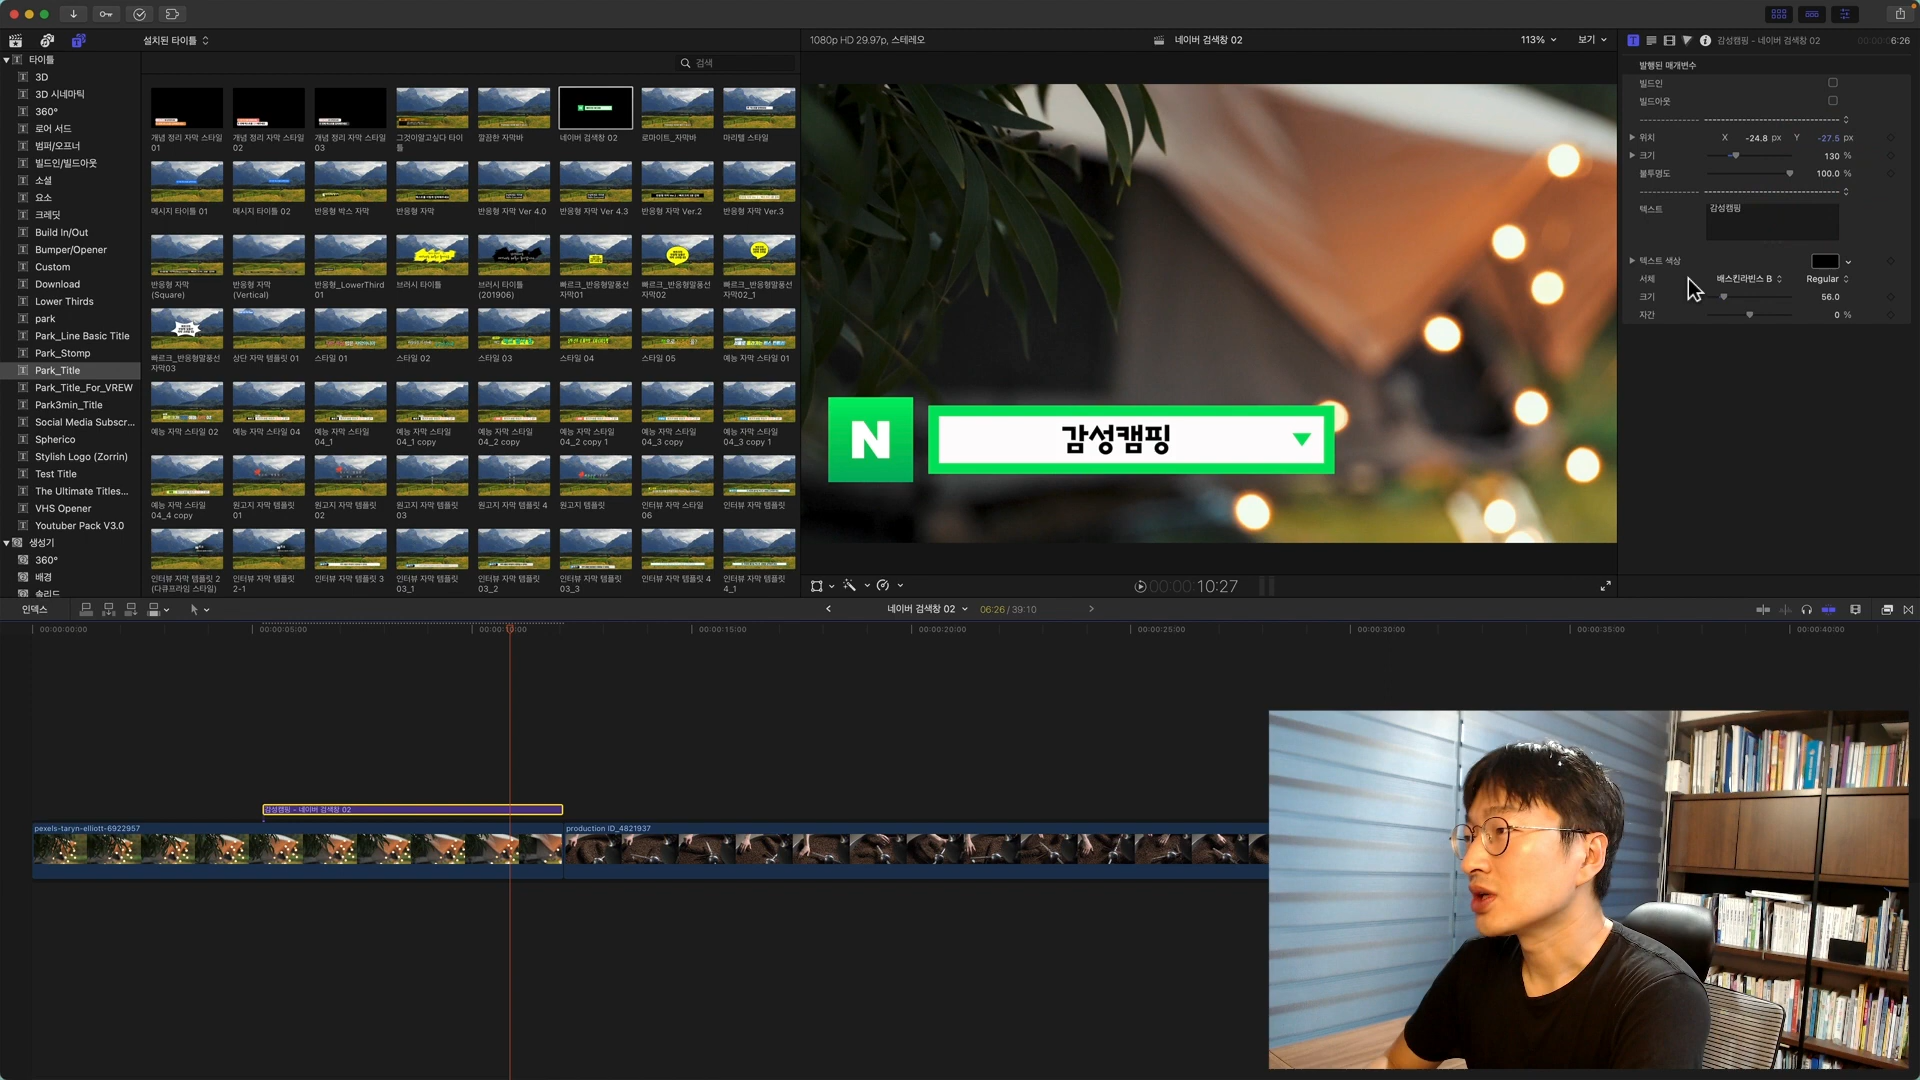 설치된 타이틀
1080p HD 29.97p, 스테레오
네이버 검색창 02
113%
보기
감성캠핑 - 네이버 검색창 02
6:26
타이틀
3D
3D 시네마틱
360°
로어 서드
범퍼/오프너
빌드인/빌드아웃
소셜
요소
크레딧
Build In/Out
Bumper/Opener
Custom
Download
Lower Thirds
park
Park_Line Basic Title
Park_Stomp
Park_Title
Park_Title_For_VREW
Park3min_Title
Social Media Subscr...
Spherico
Stylish Logo (Zorrin)
Test Title
The Ultimate Titles...
VHS Opener
Youtuber Pack V3.0
생성기
360°
배경
솔리드
검색
개념 정리 자막 스타일 01
개념 정리 자막 스타일 02
개념 정리 자막 스타일 03
그것이알고싶다 타이틀
깔끔한 자막바
네이버 검색창 02
로마이트_자막바
마리텔 스타일
메시지 타이틀 01
메시지 타이틀 02
반응형 박스 자막
반응형 자막
반응형 자막 Ver 4.0
반응형 자막 Ver 4.3
반응형 자막 Ver.2
반응형 자막 Ver.3
반응형 자막 (Square)
반응형 자막 (Vertical)
반응형_LowerThird 01
브러시 타이틀
브러시 타이틀 (201906)
빠르크_반응형말풍선 자막01
빠르크_반응형말풍선 자막02
빠르크_반응형말풍선 자막02_1
빠르크_반응형말풍선 자막03
상단 자막 템플릿 01
스타일 01
스타일 02
스타일 03
스타일 04
스타일 05
예능 자막 스타일 01
예능 자막 스타일 02
예능 자막 스타일 04
예능 자막 스타일 04_1
예능 자막 스타일 04_1 copy
예능 자막 스타일 04_2 copy
예능 자막 스타일 04_2 copy 1
예능 자막 스타일 04_3 copy
예능 자막 스타일 04_3 copy 1
예능 자막 스타일 04_4 copy
원고지 자막 템플릿 01
원고지 자막 템플릿 02
원고지 자막 템플릿 03
원고지 자막 템플릿 4
원고지 템플릿
인터뷰 자막 스타일 06
인터뷰 자막 템플릿
인터뷰 자막 템플릿 2 (다큐프라임 스타일)
인터뷰 자막 템플릿 2-1
인터뷰 자막 템플릿 3
인터뷰 자막 템플릿 03_1
인터뷰 자막 템플릿 03_2
인터뷰 자막 템플릿 03_3
인터뷰 자막 템플릿 4
인터뷰 자막 템플릿 4_1
N
감성캠핑
00:00:10:27
발행된 매개변수
빌드인
빌드아웃
위치 X -24.8 px Y -27.5 px
크기 130 %
불투명도 100.0 %
텍스트 감성캠핑
텍스트 색상
서체 배스킨라빈스 B Regular
크기 56.0
자간 0 %
인덱스
네이버 검색창 02
06:26 / 39:10
00:00:00:00
00:00:05:00
00:00:10:00
00:00:15:00
00:00:20:00
00:00:25:00
00:00:30:00
00:00:35:00
00:00:40:00
감성캠핑 - 네이버 검색창 02
pexels-taryn-elliott-6922957
production ID_4821937